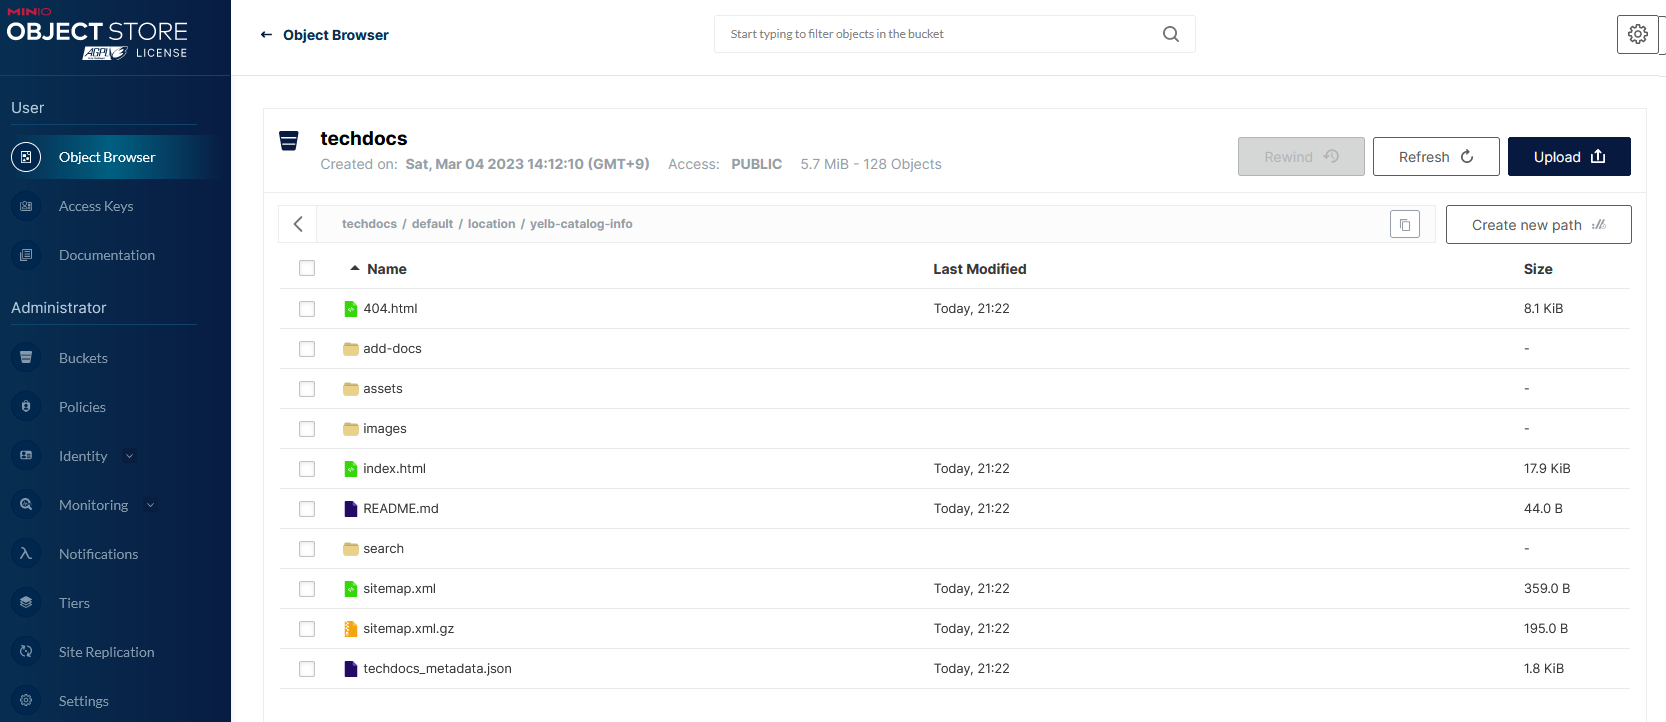 MINIO
OBJECT STORE
AGPLv3 LICENSE
User
Object Browser
Access Keys
Documentation
Administrator
Buckets
Policies
Identity
Monitoring
Notifications
Tiers
Site Replication
Settings
← Object Browser
Start typing to filter objects in the bucket
techdocs
Created on: Sat, Mar 04 2023 14:12:10 (GMT+9) Access: PUBLIC 5.7 MiB - 128 Objects
Rewind Refresh Upload
techdocs / default / location / yelb-catalog-info
Create new path
Name Last Modified Size
404.html Today, 21:22 8.1 KiB
add-docs -
assets -
images -
index.html Today, 21:22 17.9 KiB
README.md Today, 21:22 44.0 B
search -
sitemap.xml Today, 21:22 359.0 B
sitemap.xml.gz Today, 21:22 195.0 B
techdocs_metadata.json Today, 21:22 1.8 KiB